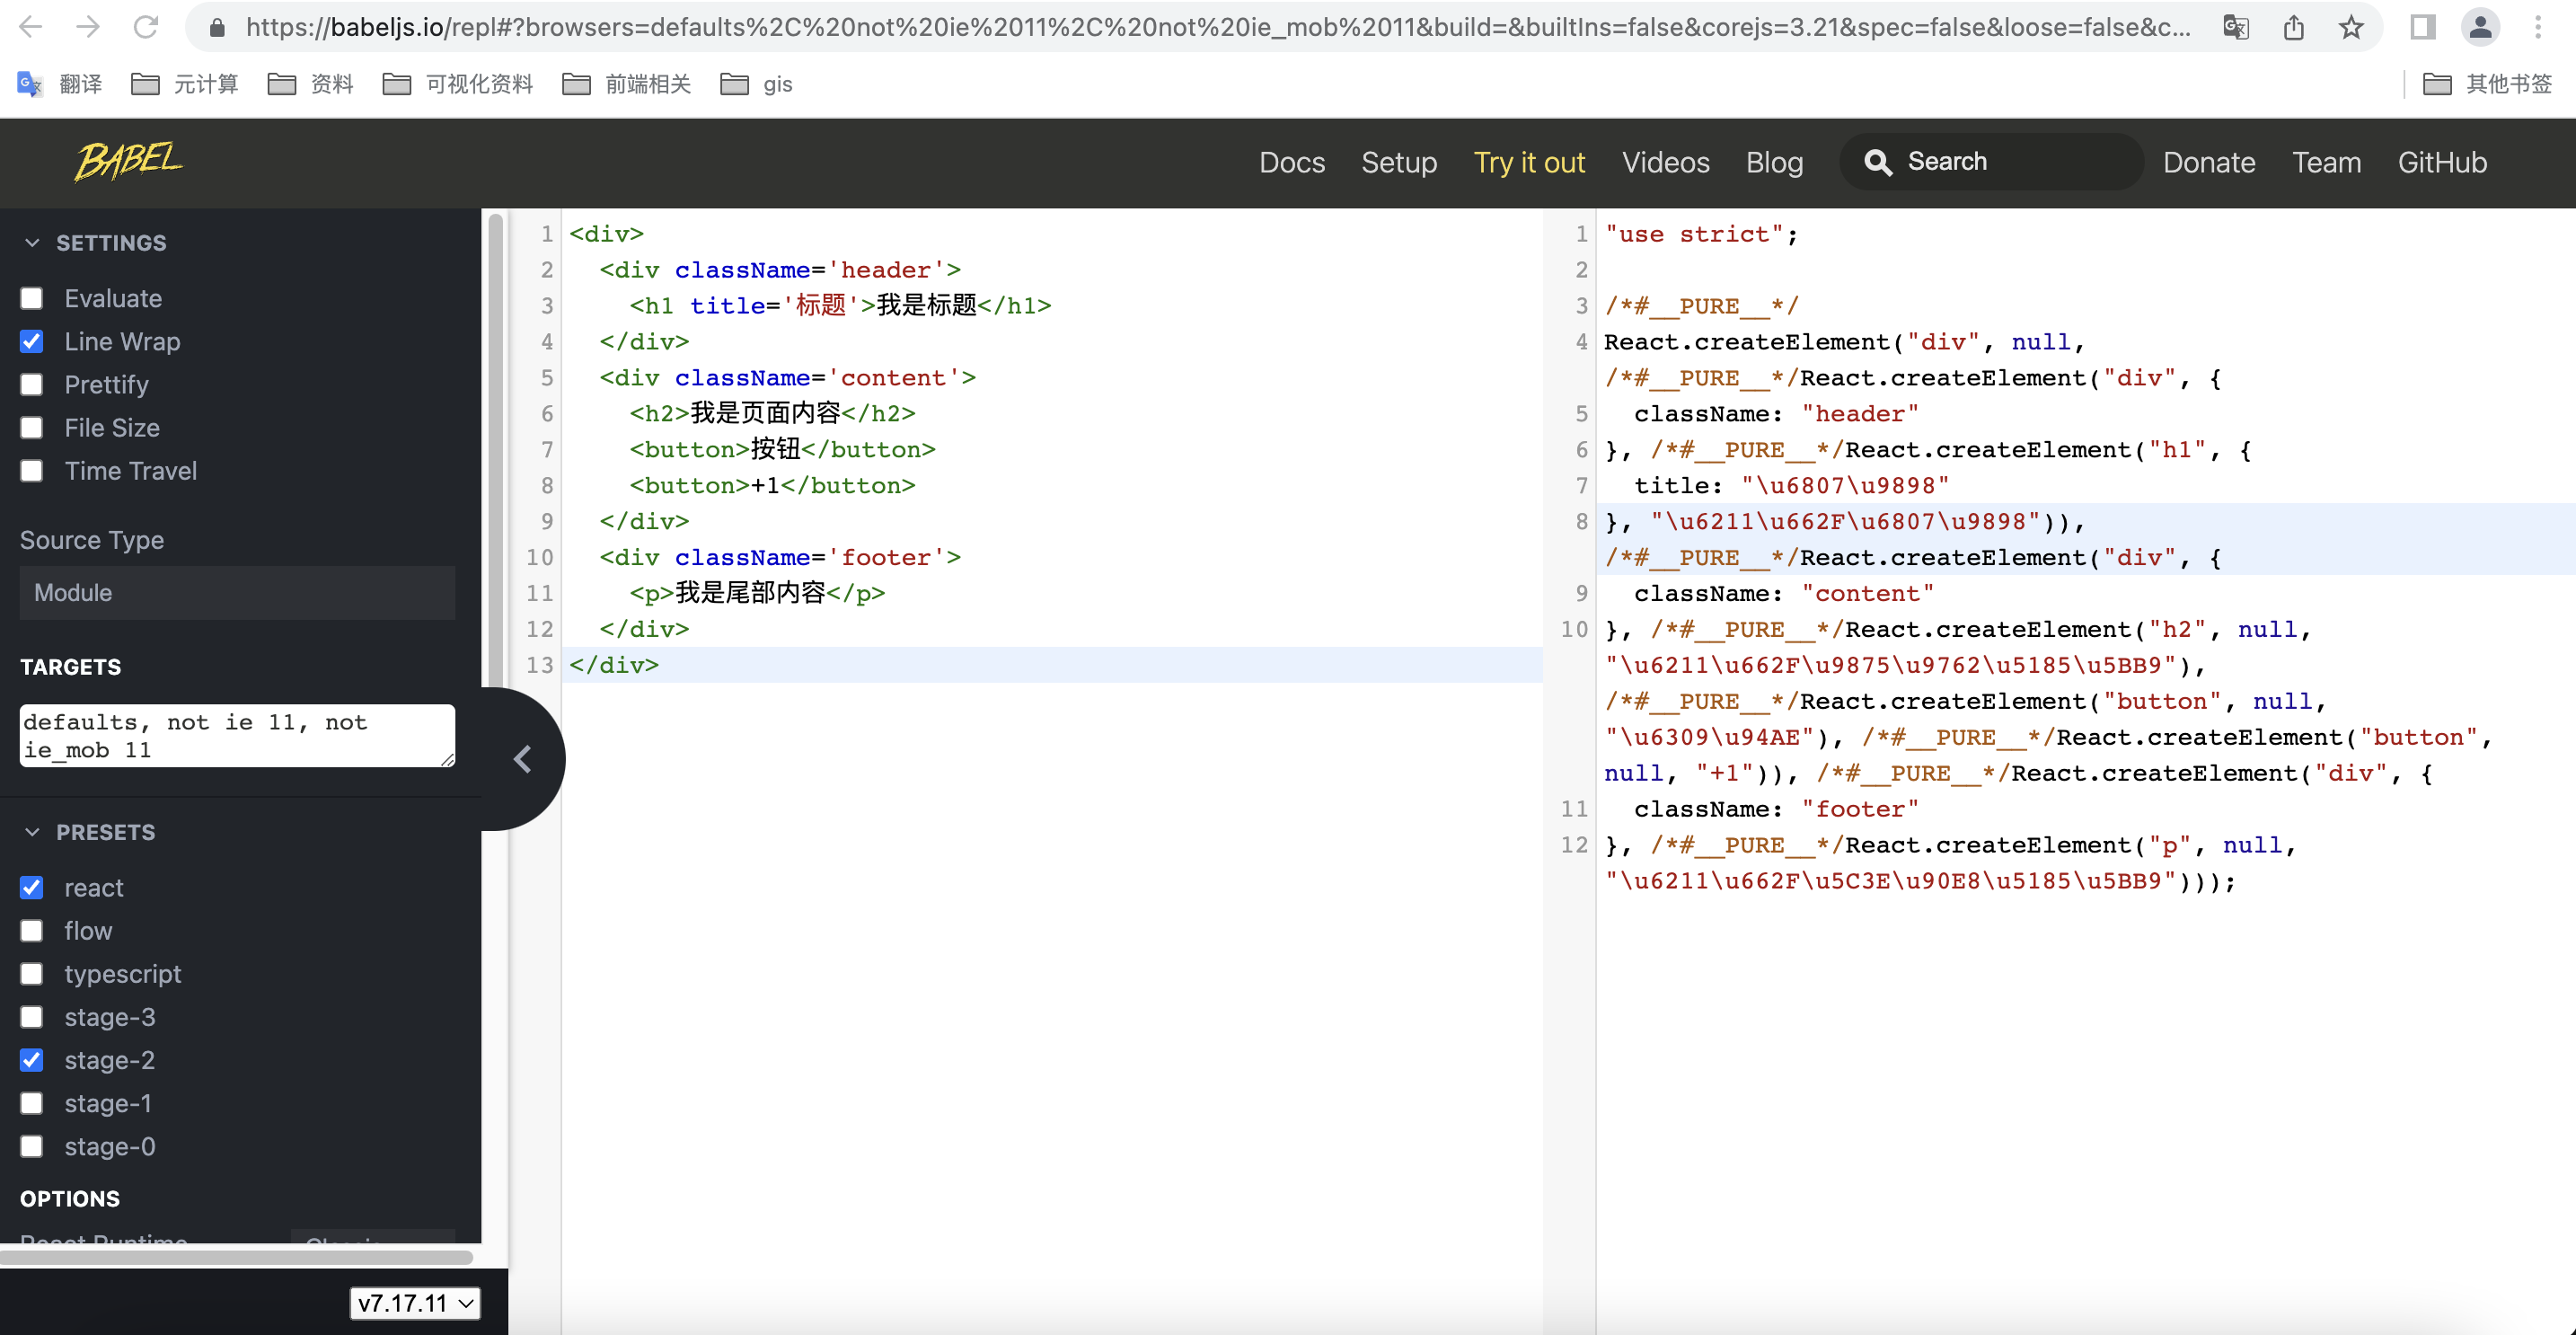 https://babeljs.io/repl#?browsers=defaults%2C%20not%20ie%2011%2C%20not%20ie_mob%2011&build=&builtIns=false&corejs=3.21&spec=false&loose=false&c...
翻译 元计算 资料 可视化资料 前端相关 gis 其他书签
BABEL Docs Setup Try it out Videos Blog Search Donate Team GitHub
SETTINGS
Evaluate
Line Wrap
Prettify
File Size
Time Travel
Source Type
Module
TARGETS
defaults, not ie 11, not
ie_mob 11
PRESETS
react
flow
typescript
stage-3
stage-2
stage-1
stage-0
OPTIONS
React Runtime Classic
v7.17.11
1 <div>
2 <div className='header'>
3 <h1 title='标题'>我是标题</h1>
4 </div>
5 <div className='content'>
6 <h2>我是页面内容</h2>
7 <button>按钮</button>
8 <button>+1</button>
9 </div>
10 <div className='footer'>
11 <p>我是尾部内容</p>
12 </div>
13 </div>
1 "use strict";
2
3 /*#__PURE__*/
4 React.createElement("div", null,
/*#__PURE__*/React.createElement("div", {
5 className: "header"
6 }, /*#__PURE__*/React.createElement("h1", {
7 title: "\u6807\u9898"
8 }, "\u6211\u662F\u6807\u9898")),
/*#__PURE__*/React.createElement("div", {
9 className: "content"
10 }, /*#__PURE__*/React.createElement("h2", null,
"\u6211\u662F\u9875\u9762\u5185\u5BB9"),
/*#__PURE__*/React.createElement("button", null,
"\u6309\u94AE"), /*#__PURE__*/React.createElement("button",
null, "+1")), /*#__PURE__*/React.createElement("div", {
11 className: "footer"
12 }, /*#__PURE__*/React.createElement("p", null,
"\u6211\u662F\u5C3E\u90E8\u5185\u5BB9")));